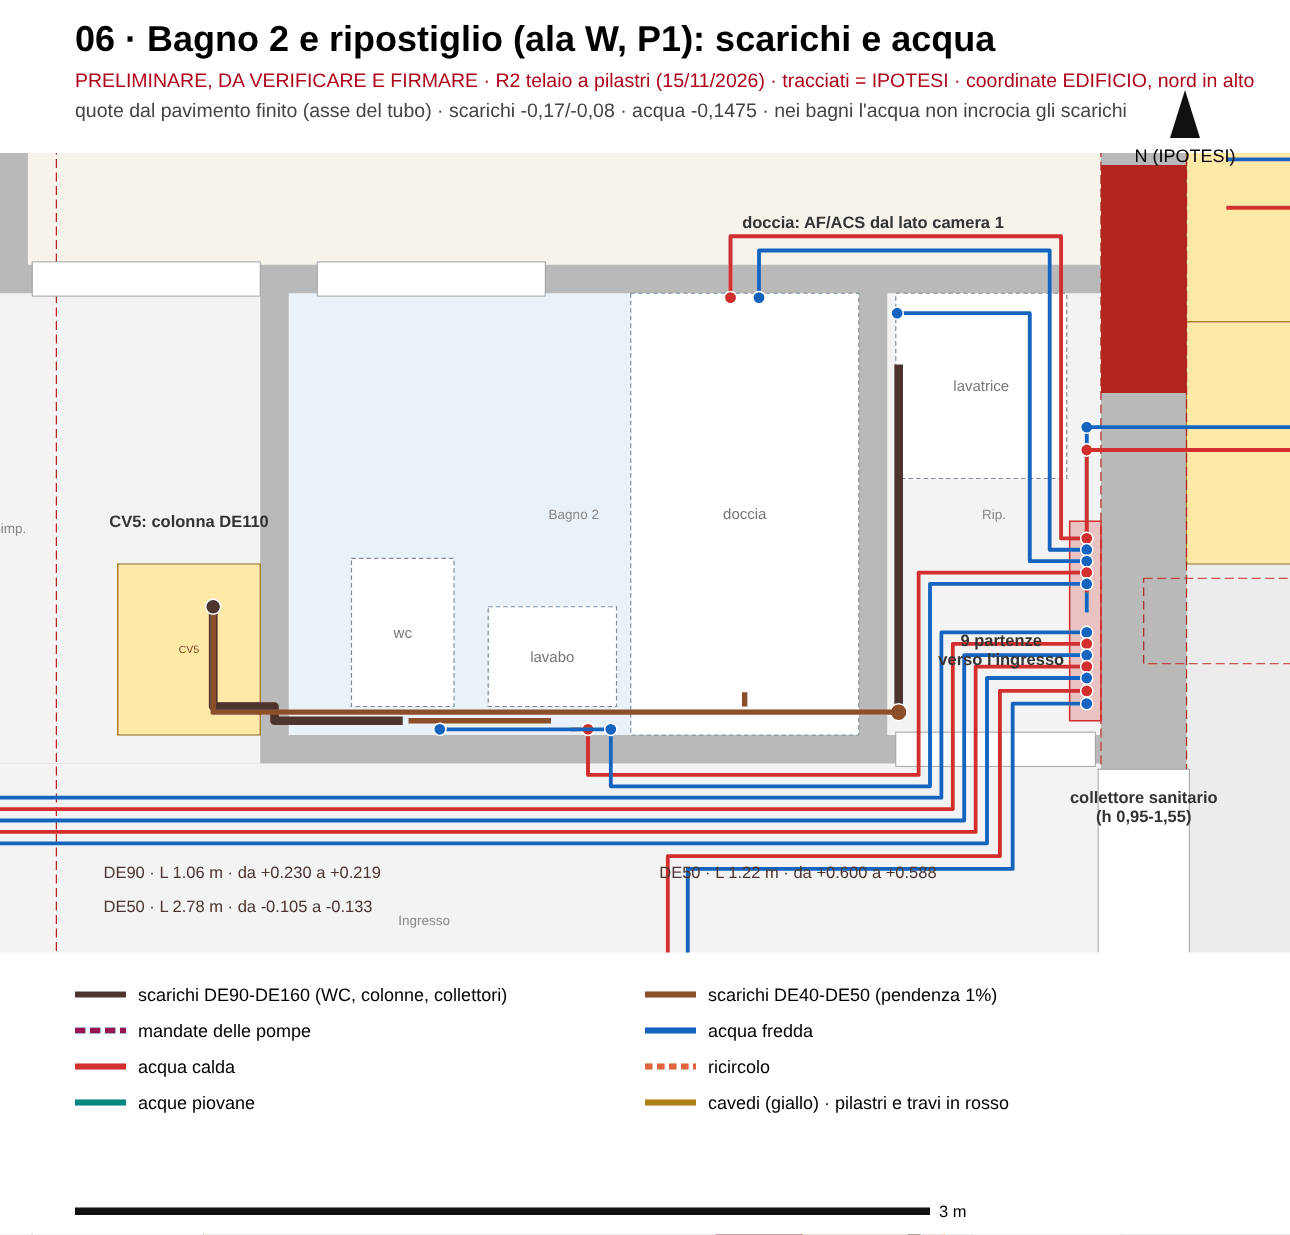 06 · Bagno 2 e ripostiglio (ala W, P1): scarichi e acqua
PRELIMINARE, DA VERIFICARE E FIRMARE · R2 telaio a pilastri (15/11/2026) · tracciati = IPOTESI · coordinate EDIFICIO, nord in alto
quote dal pavimento finito (asse del tubo) · scarichi -0,17/-0,08 · acqua -0,1475 · nei bagni l'acqua non incrocia gli scarichi
N (IPOTESI)
doccia: AF/ACS dal lato camera 1
lavatrice
CV5: colonna DE110
imp.
Bagno 2
doccia
Rip.
wc
lavabo
CV5
9 partenze
verso l'ingresso
collettore sanitario
(h 0,95-1,55)
DE90 · L 1.06 m · da +0.230 a +0.219
DE50 · L 1.22 m · da +0.600 a +0.588
DE50 · L 2.78 m · da -0.105 a -0.133
Ingresso
scarichi DE90-DE160 (WC, colonne, collettori)
scarichi DE40-DE50 (pendenza 1%)
mandate delle pompe
acqua fredda
acqua calda
ricircolo
acque piovane
cavedi (giallo) · pilastri e travi in rosso
3 m